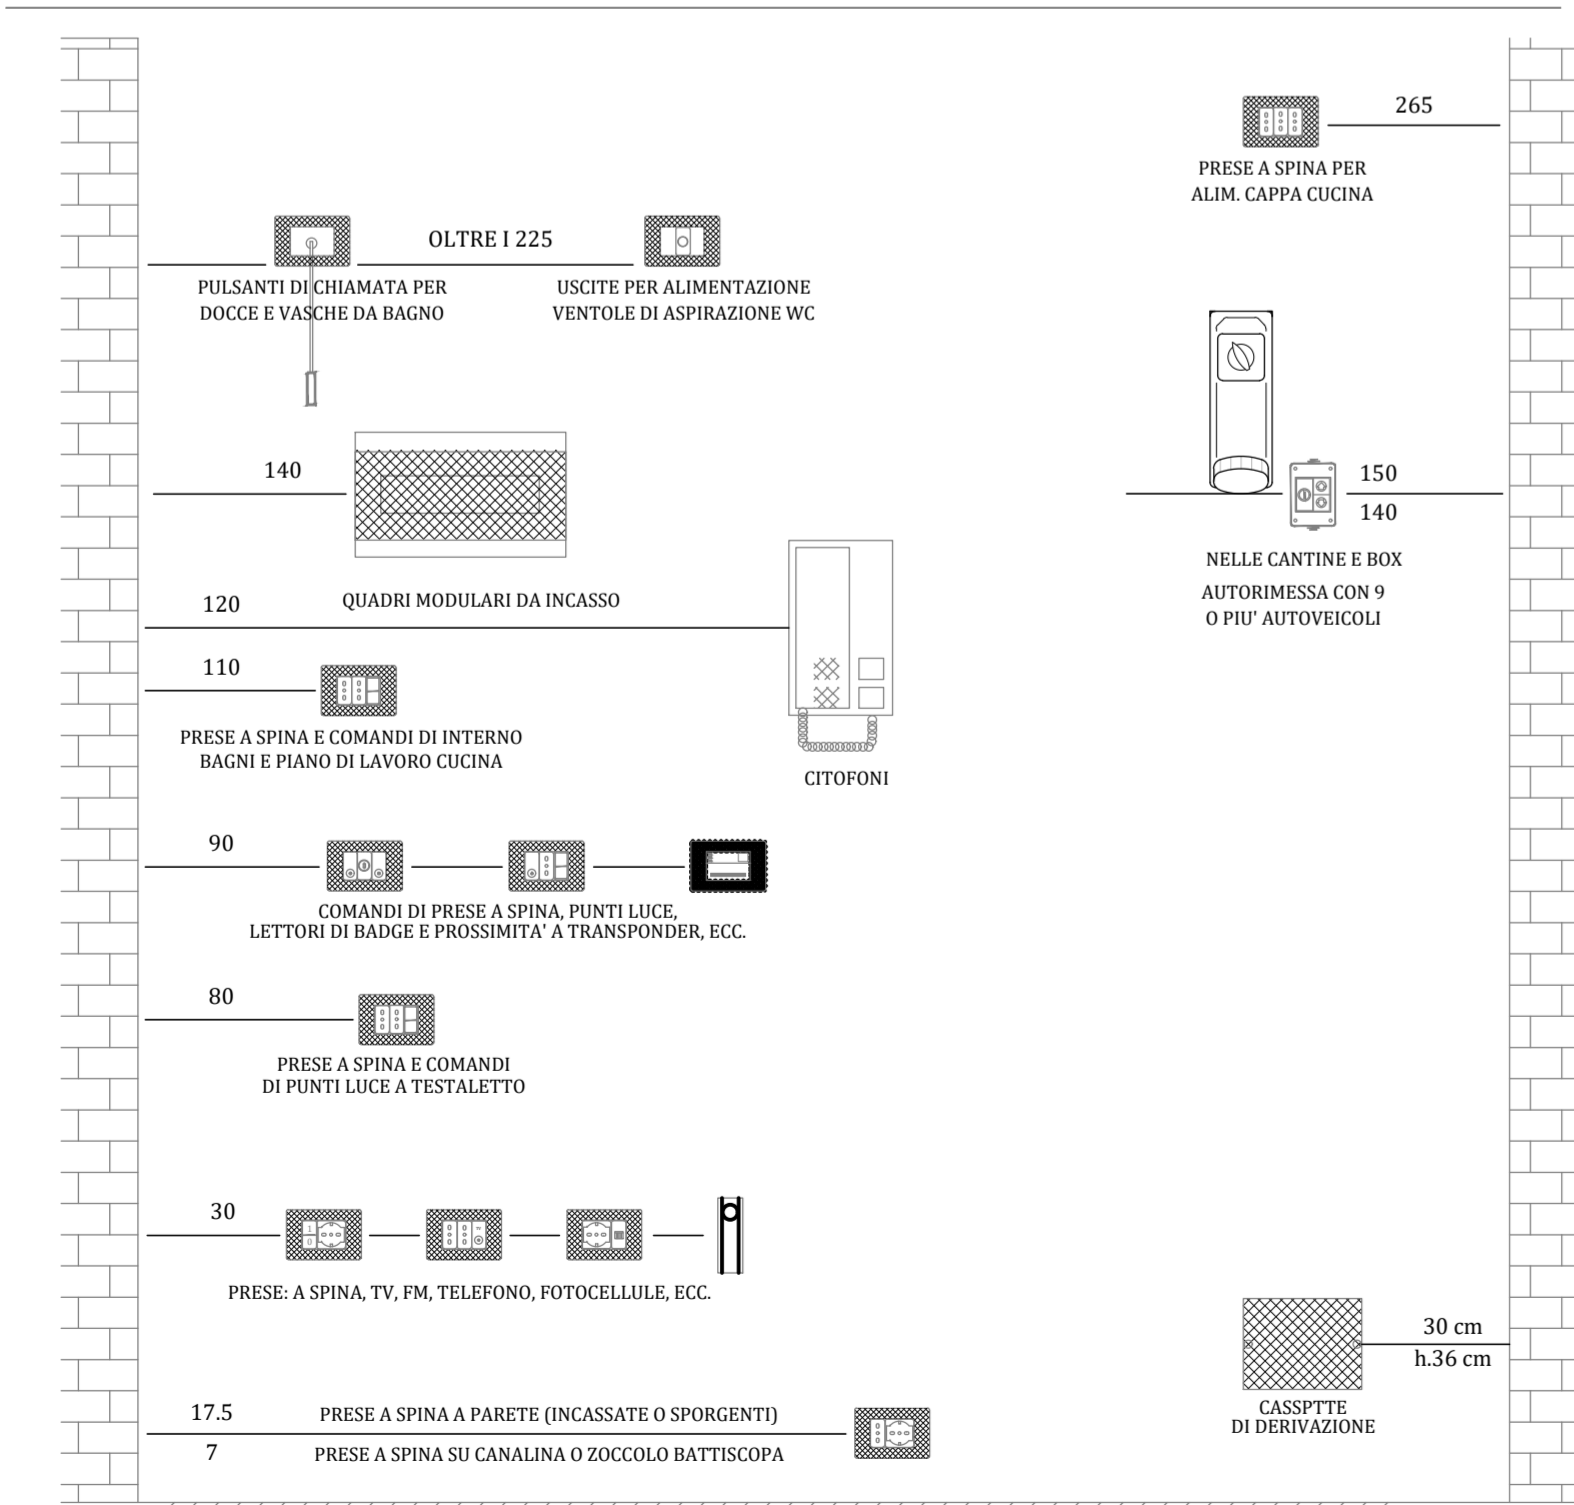 265
PRESE A SPINA PER
ALIM. CAPPA CUCINA
OLTRE I 225
PULSANTI DI CHIAMATA PER
DOCCE E VASCHE DA BAGNO
USCITE PER ALIMENTAZIONE
VENTOLE DI ASPIRAZIONE WC
140
QUADRI MODULARI DA INCASSO
150
140
NELLE CANTINE E BOX
AUTORIMESSA CON 9
O PIU' AUTOVEICOLI
120
CITOFONI
110
PRESE A SPINA E COMANDI DI INTERNO
BAGNI E PIANO DI LAVORO CUCINA
90
COMANDI DI PRESE A SPINA, PUNTI LUCE,
LETTORI DI BADGE E PROSSIMITA' A TRANSPONDER, ECC.
80
PRESE A SPINA E COMANDI
DI PUNTI LUCE A TESTALETTO
30
1
0
TV
PRESE: A SPINA, TV, FM, TELEFONO, FOTOCELLULE, ECC.
30 cm
h.36 cm
CASSPTTE
DI DERIVAZIONE
17.5
PRESE A SPINA A PARETE (INCASSATE O SPORGENTI)
7
PRESE A SPINA SU CANALINA O ZOCCOLO BATTISCOPA